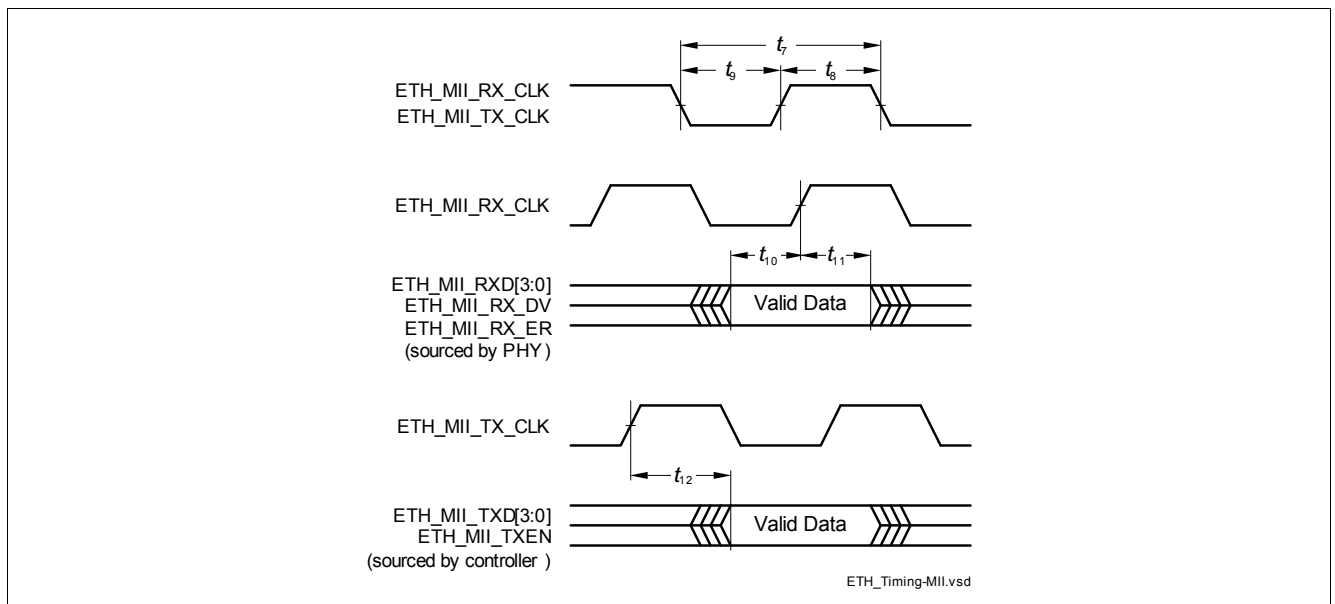 t7
t9
t8
ETH_MII_RX_CLK
ETH_MII_TX_CLK
ETH_MII_RX_CLK
t10
t11
ETH_MII_RXD[3:0]
ETH_MII_RX_DV
Valid Data
ETH_MII_RX_ER
(sourced by PHY )
ETH_MII_TX_CLK
t12
ETH_MII_TXD[3:0]
Valid Data
ETH_MII_TXEN
(sourced by controller )
ETH_Timing-MII.vsd